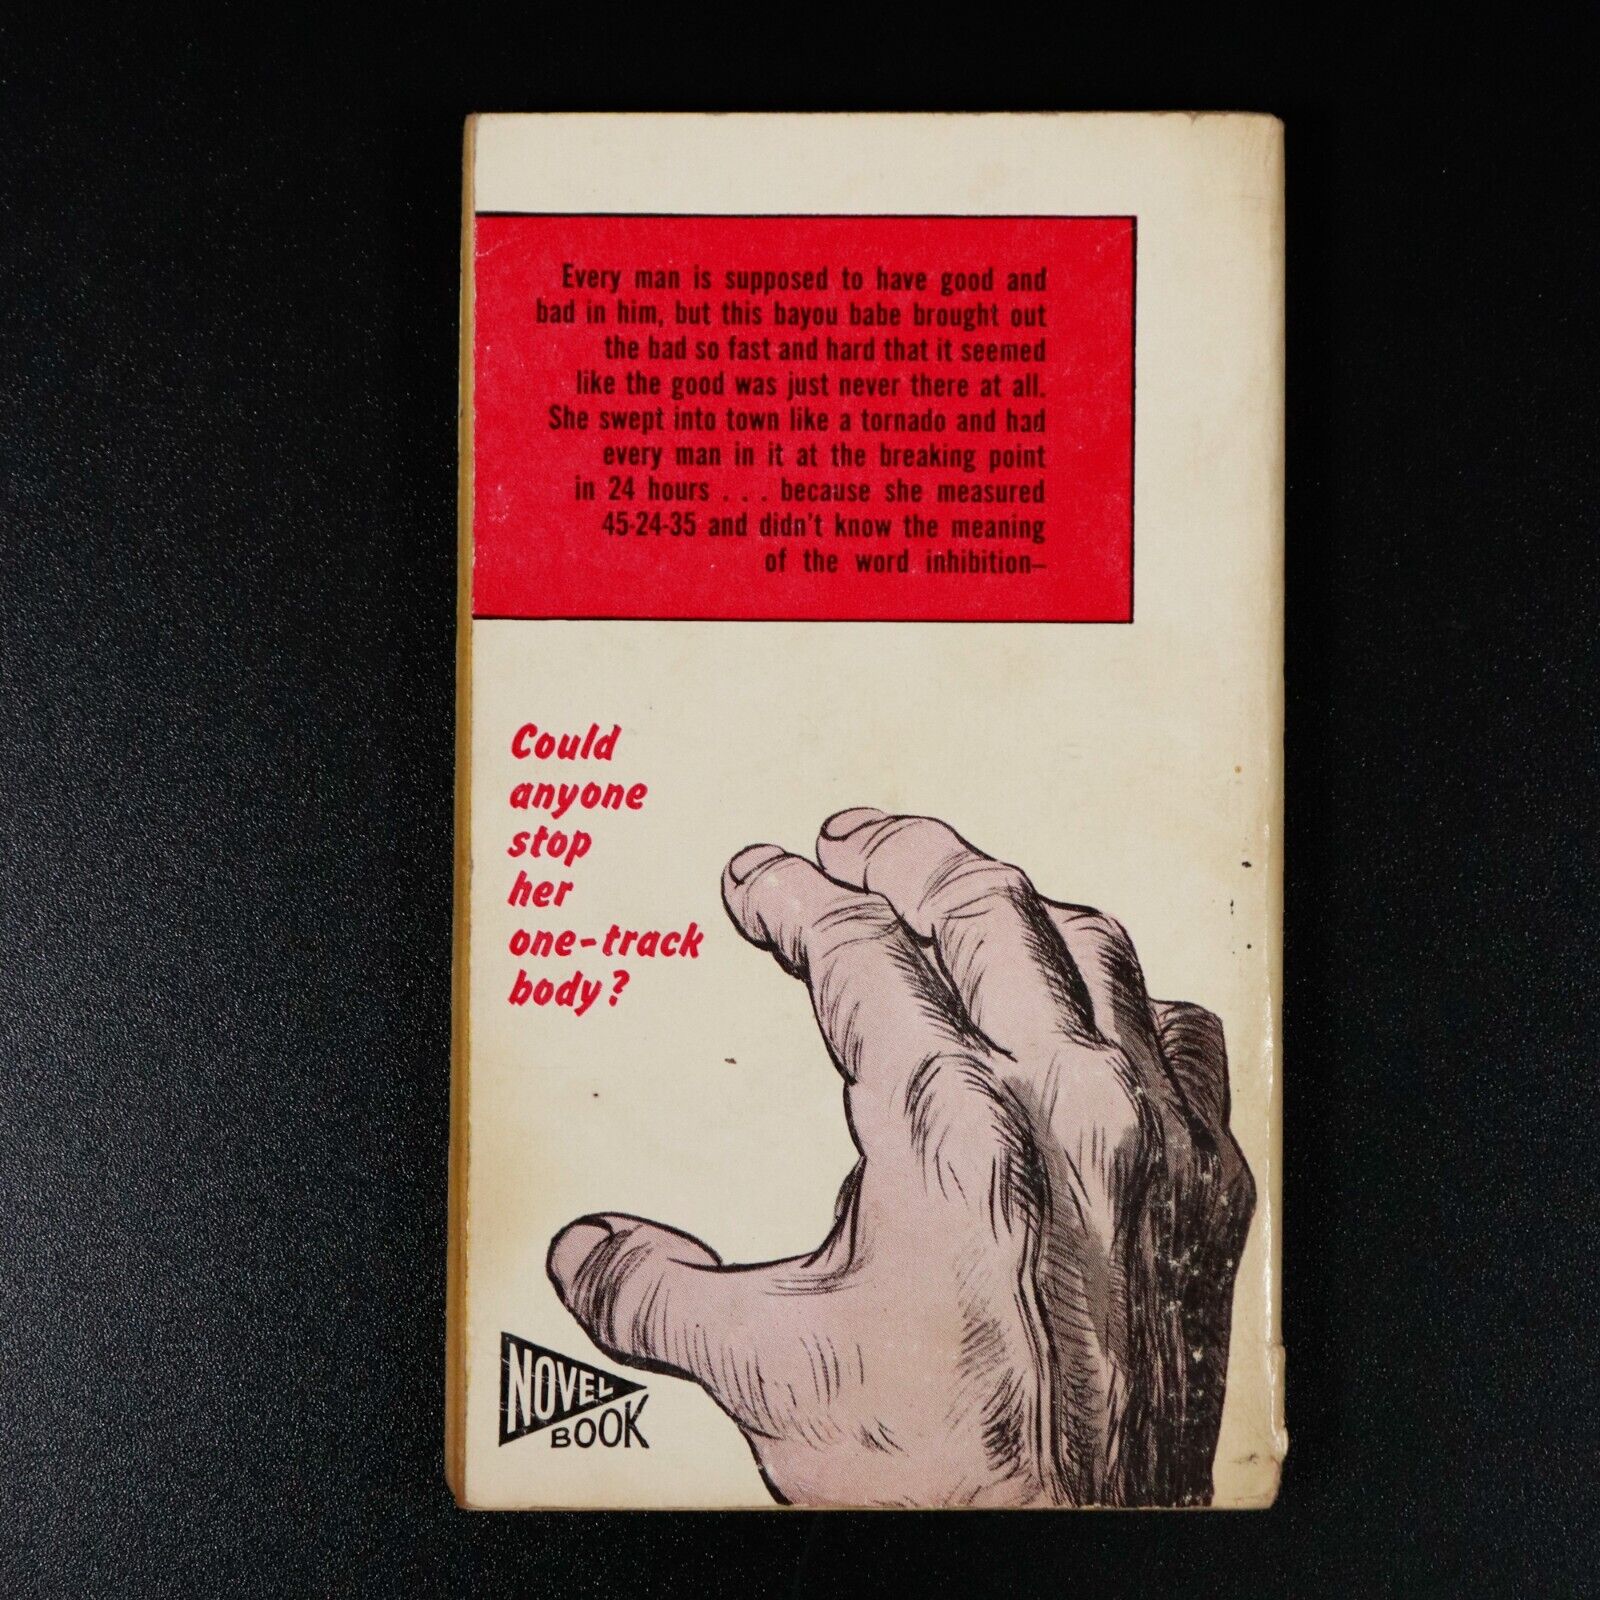 Every man is supposed to have good and
bad in him, but this bayou babe brought out
the bad so fast and hard that it seemed
like the good was just never there at all.
She swept into town like a tornado and had
every man in it at the breaking point
in 24 hours . . . because she measured
45-24-35 and didn't know the meaning
of the word inhibition—
Could
anyone
stop
her
one-track
body?
NOVEL
BOOK